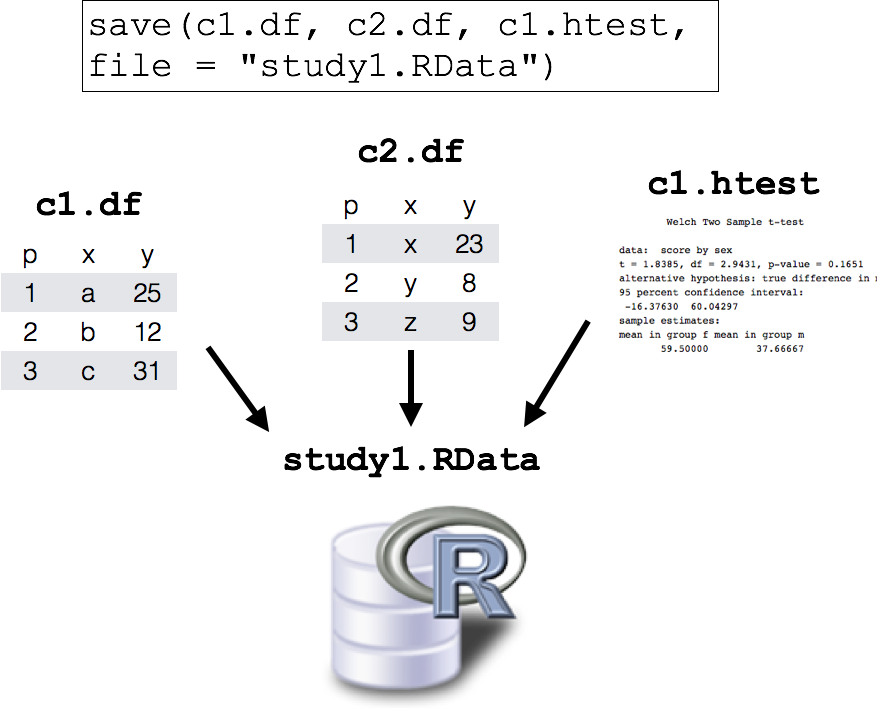 save(c1.df, c2.df, c1.htest,
file = "study1.RData")
c1.df
p x y
1 a 25
2 b 12
3 c 31
c2.df
p x y
1 x 23
2 y 8
3 z 9
c1.htest
Welch Two Sample t-test
data:  score by sex
t = 1.8385, df = 2.9431, p-value = 0.1651
alternative hypothesis: true difference in
95 percent confidence interval:
-16.37630  60.04297
sample estimates:
mean in group f mean in group m
59.50000        37.66667
study1.RData
R